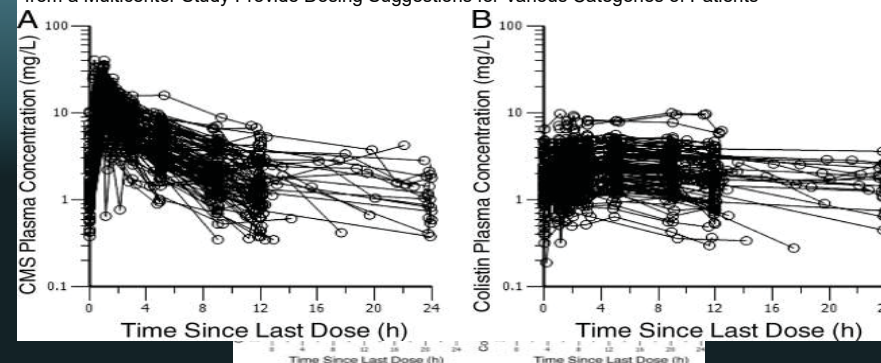 from a Multicenter Study Provide Dosing Suggestions for Various Categories of Patients
A
100
10
1
0.1
CMS Plasma Concentration (mg/L)
0 4 8 12 16 20 24
Time Since Last Dose (h)
B
100
10
1
0.1
Colistin Plasma Concentration (mg/L)
0 4 8 12 16 20 2
Time Since Last Dose (h)
Time Since Last Dose (h)
Time Since Last Dose (h)